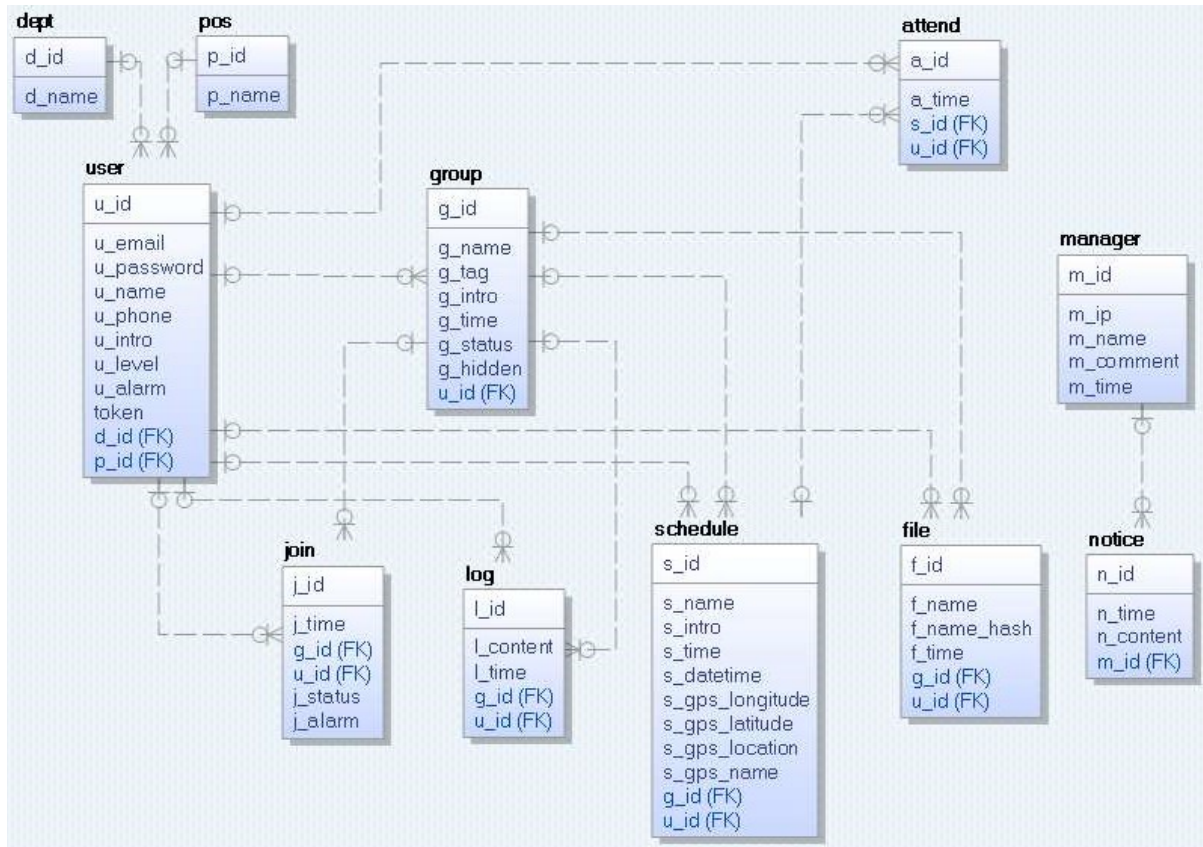 dept
d_id
d_name
pos
p_id
p_name
attend
a_id
a_time
s_id (FK)
u_id (FK)
user
u_id
u_email
u_password
u_name
u_phone
u_intro
u_level
u_alarm
token
d_id (FK)
p_id (FK)
group
g_id
g_name
g_tag
g_intro
g_time
g_status
g_hidden
u_id (FK)
manager
m_id
m_ip
m_name
m_comment
m_time
join
j_id
j_time
g_id (FK)
u_id (FK)
j_status
j_alarm
log
l_id
l_content
l_time
g_id (FK)
u_id (FK)
schedule
s_id
s_name
s_intro
s_time
s_datetime
s_gps_longitude
s_gps_latitude
s_gps_location
s_gps_name
g_id (FK)
u_id (FK)
file
f_id
f_name
f_name_hash
f_time
g_id (FK)
u_id (FK)
notice
n_id
n_time
n_content
m_id (FK)